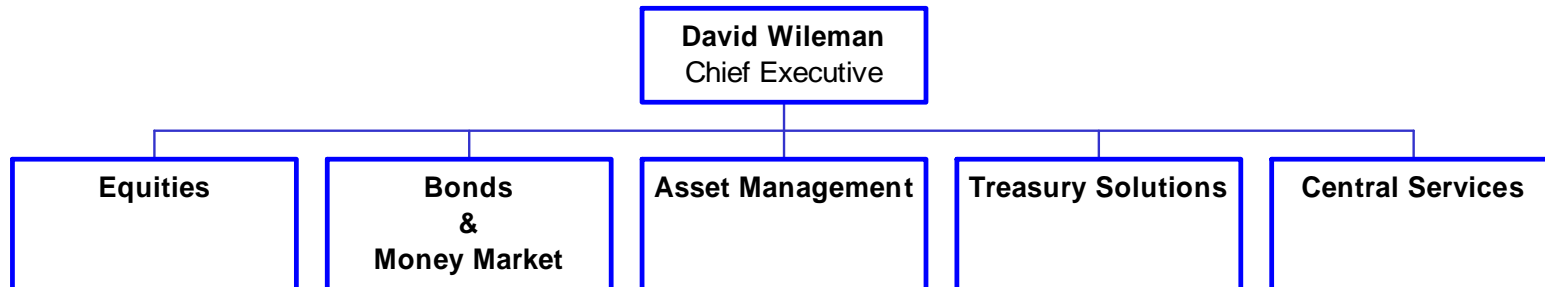 David Wileman
Chief Executive
Equities
Bonds
&
Money Market
Asset Management
Treasury Solutions
Central Services